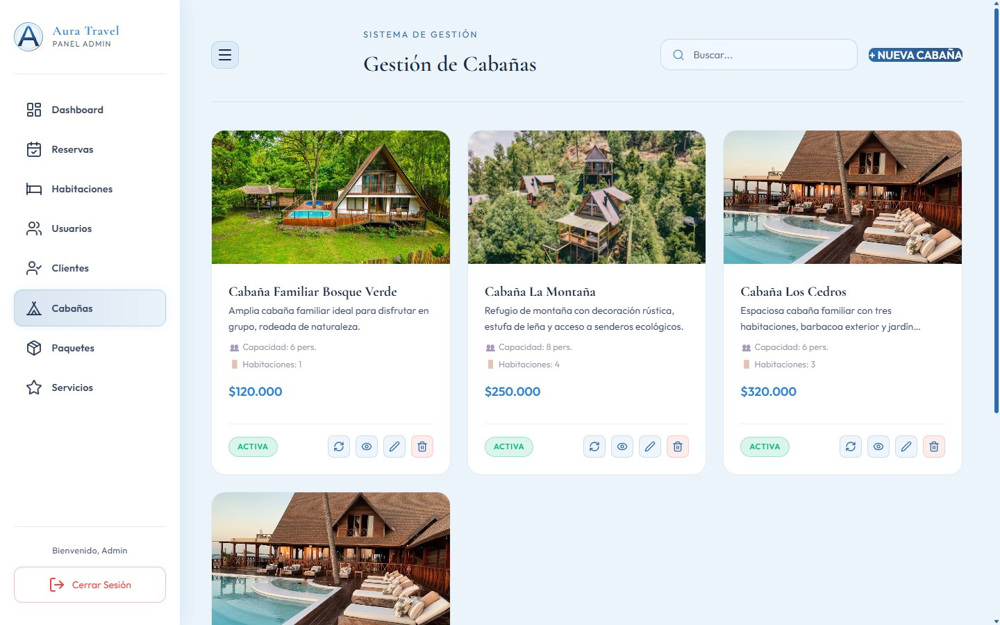 Aura Travel
PANEL ADMIN
Dashboard
Reservas
Habitaciones
Usuarios
Clientes
Cabañas
Paquetes
Servicios
Bienvenido, Admin
Cerrar Sesión
SISTEMA DE GESTIÓN
Gestión de Cabañas
Buscar...
+ NUEVA CABAÑA
Cabaña Familiar Bosque Verde
Amplia cabaña familiar ideal para disfrutar en
grupo, rodeada de naturaleza.
Capacidad: 6 pers.
Habitaciones: 1
$120.000
ACTIVA
Cabaña La Montaña
Refugio de montaña con decoración rústica,
estufa de leña y acceso a senderos ecológicos.
Capacidad: 8 pers.
Habitaciones: 4
$250.000
ACTIVA
Cabaña Los Cedros
Espaciosa cabaña familiar con tres
habitaciones, barbacoa exterior y jardín...
Capacidad: 6 pers.
Habitaciones: 3
$320.000
ACTIVA